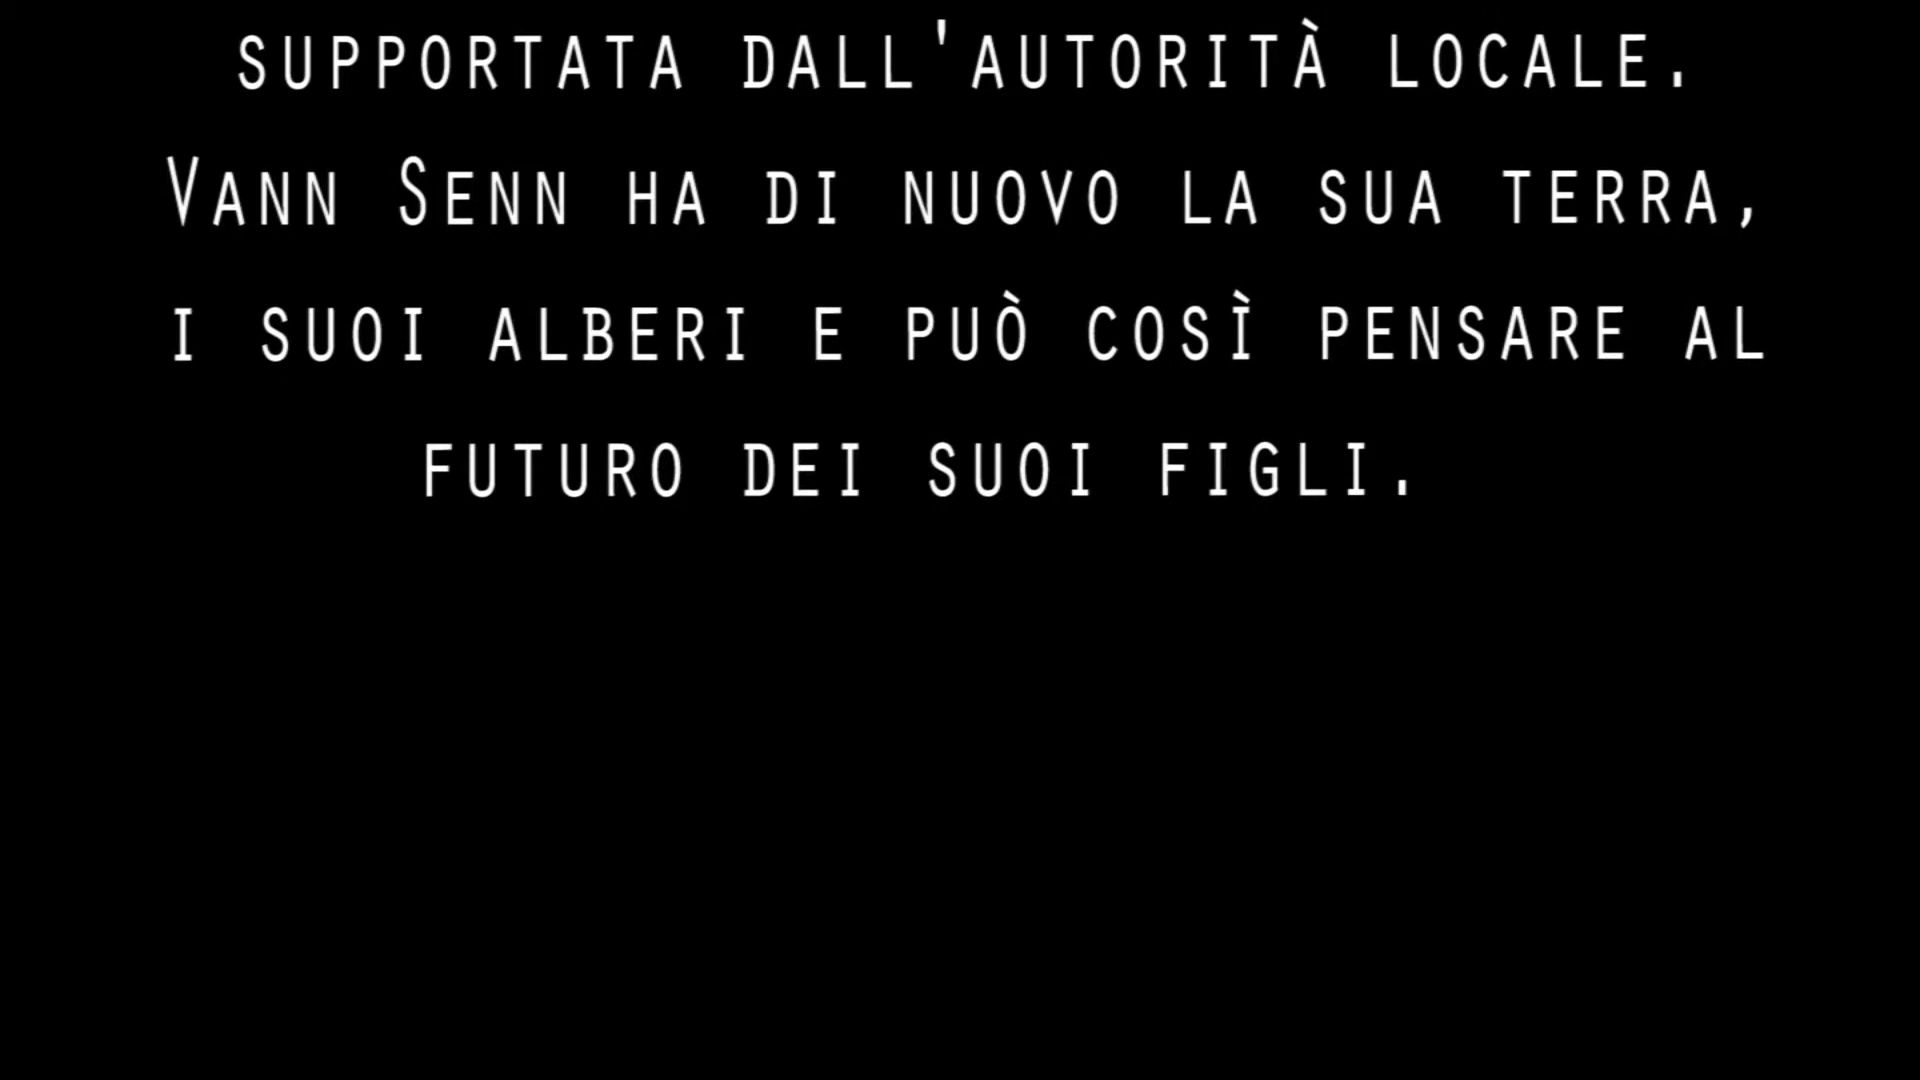 SUPPORTATA DALL'AUTORITÀ LOCALE.
VANN SENN HA DI NUOVO LA SUA TERRA,
I SUOI ALBERI E PUÒ COSÌ PENSARE AL
FUTURO DEI SUOI FIGLI.